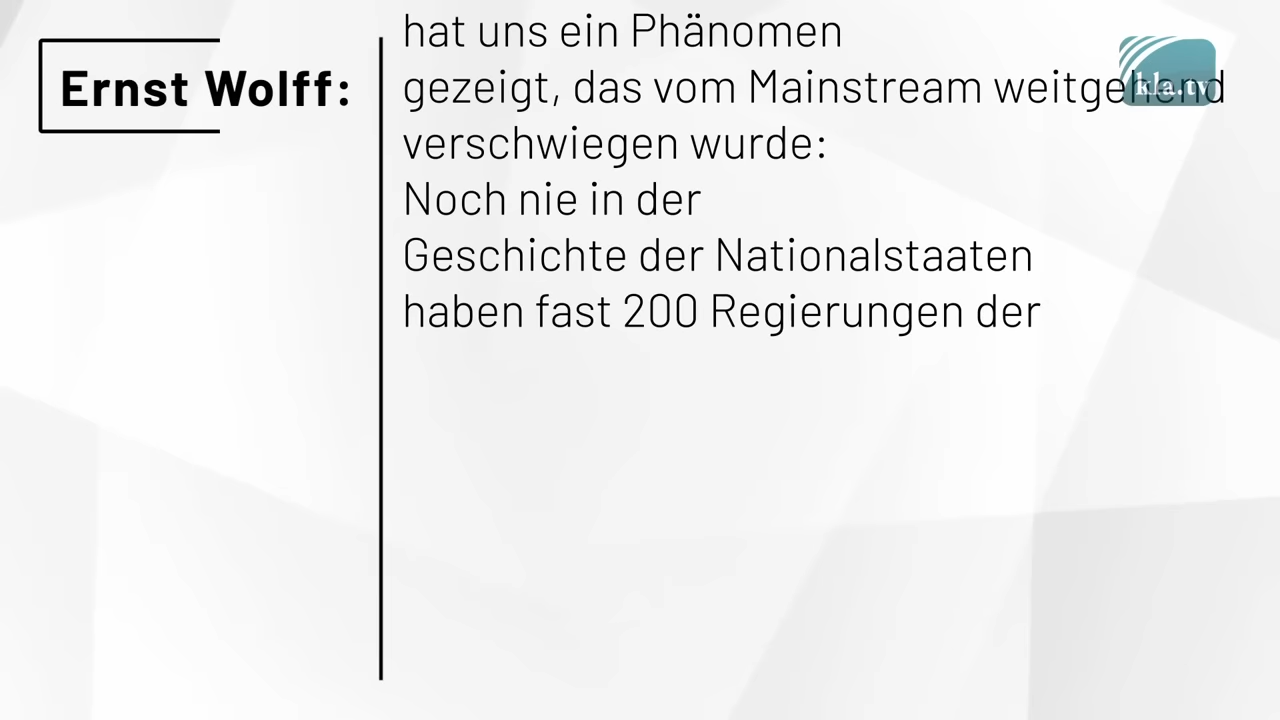 Ernst Wolff:
hat uns ein Phänomen
gezeigt, das vom Mainstream weitgehend
verschwiegen wurde:
Noch nie in der
Geschichte der Nationalstaaten
haben fast 200 Regierungen der
kla.tv